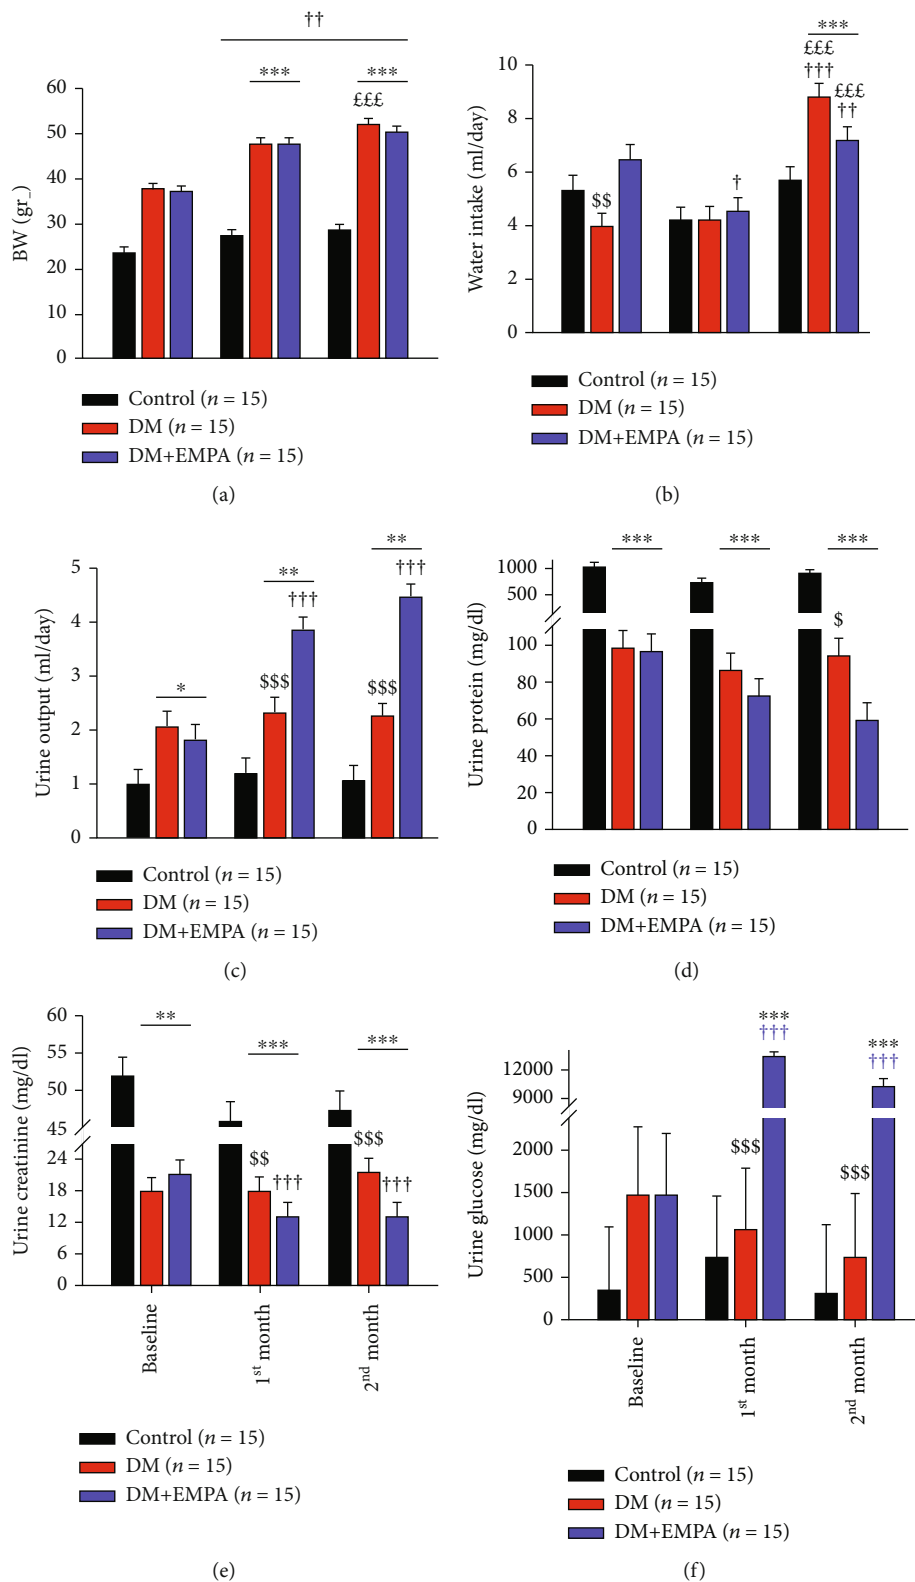 ††
*** ***
£££
BW (gr_)
60
50
40
30
20
10
0
Control (n = 15)
DM (n = 15)
DM+EMPA (n = 15)
(a)
***
£££
††† £££
††
†
$$
Water intake (ml/day)
10
8
6
4
2
0
Control (n = 15)
DM (n = 15)
DM+EMPA (n = 15)
(b)
**
** †††
†††
$$$ $$$
*
Urine output (ml/day)
5
4
3
2
1
0
Control (n = 15)
DM (n = 15)
DM+EMPA (n = 15)
(c)
*** *** ***
$
Urine protein (mg/dl)
1000
500
100
80
60
40
20
0
Control (n = 15)
DM (n = 15)
DM+EMPA (n = 15)
(d)
** *** ***
$$ ††† $$$ †††
Urine creatinine (mg/dl)
60
55
50
45
24
18
12
6
0
Baseline
1st month
2nd month
Control (n = 15)
DM (n = 15)
DM+EMPA (n = 15)
(e)
***
†††
***
†††
$$$ $$$
Urine glucose (mg/dl)
12000
9000
2000
1500
1000
500
0
Baseline
1st month
2nd month
Control (n = 15)
DM (n = 15)
DM+EMPA (n = 15)
(f)